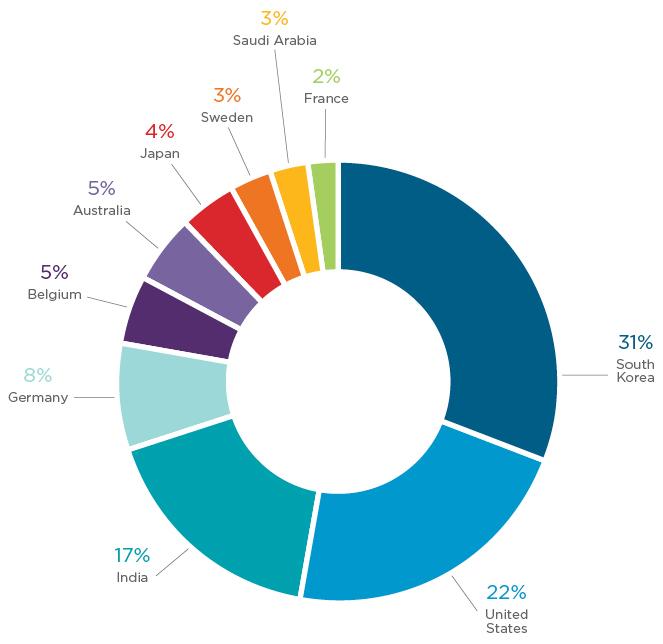 3%
Saudi Arabia
2%
France
3%
Sweden
4%
Japan
5%
Australia
5%
Belgium
8%
Germany
17%
India
22%
United
States
31%
South
Korea